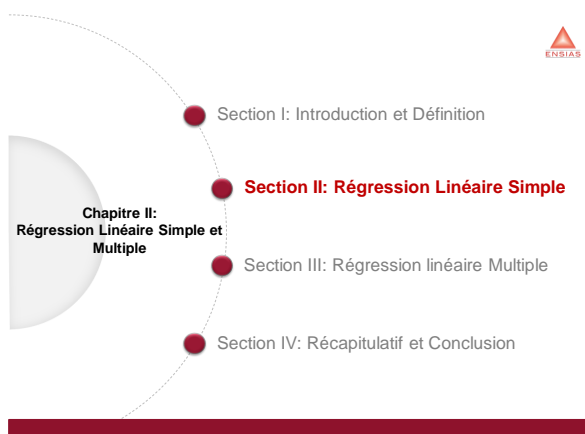 ENSIAS
Section I: Introduction et Définition
Section II: Régression Linéaire Simple
Chapitre II:
Régression Linéaire Simple et
Multiple
Section III: Régression linéaire Multiple
Section IV: Récapitulatif et Conclusion